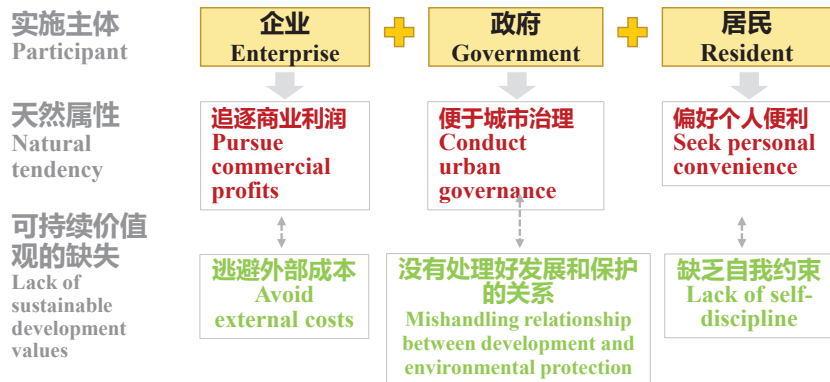 实施主体
Participant
企业
Enterprise
政府
Government
居民
Resident
天然属性
Natural
tendency
追逐商业利润
Pursue
commercial
profits
便于城市治理
Conduct
urban
governance
偏好个人便利
Seek personal
convenience
可持续价值
观的缺失
Lack of
sustainable
development
values
逃避外部成本
Avoid
external costs
没有处理好发展和保护
的关系
Mishandling relationship
between development and
environmental protection
缺乏自我约束
Lack of self-
discipline